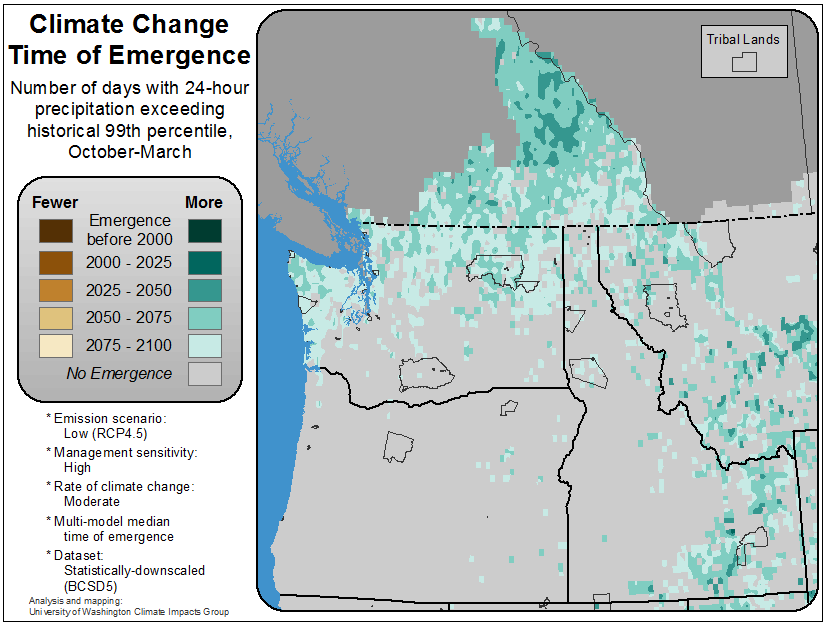 Climate Change
Time of Emergence
Number of days with 24-hour
precipitation exceeding
historical 99th percentile,
October-March
Fewer More
Emergence
before 2000
2000 - 2025
2025 - 2050
2050 - 2075
2075 - 2100
No Emergence
* Emission scenario:
Low (RCP4.5)
* Management sensitivity:
High
* Rate of climate change:
Moderate
* Multi-model median
time of emergence
* Dataset:
Statistically-downscaled
(BCSD5)
Analysis and mapping:
University of Washington Climate Impacts Group
Tribal Lands